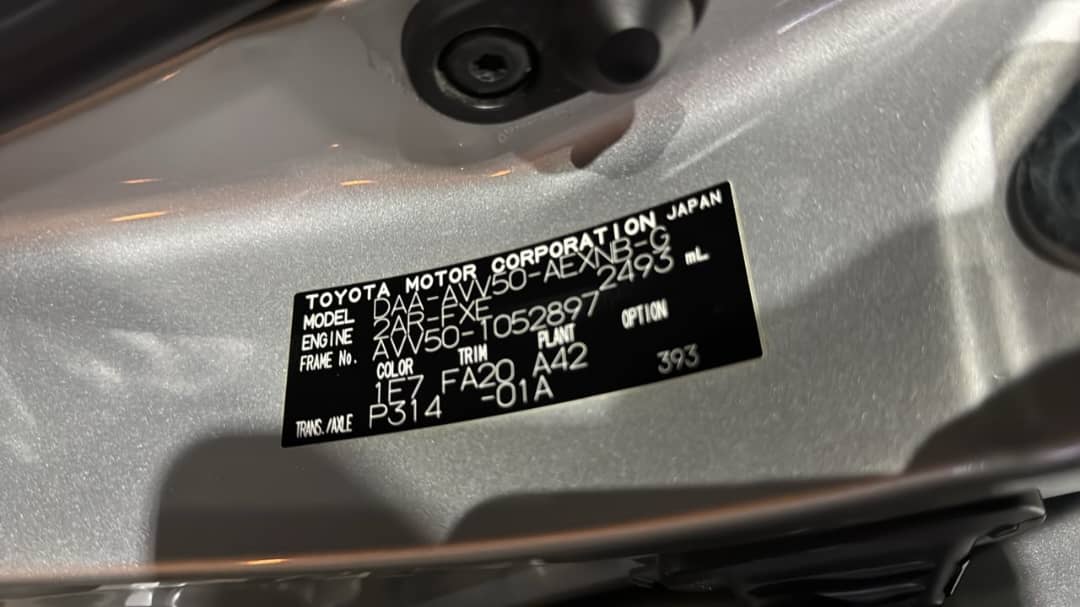 TOYOTA MOTOR CORPORATION JAPAN
MODEL DAA-AVV50-AEXNB-G
ENGINE 2AR-FXE 2493 mL
FRAME No. AVV50-1052897
COLOR TRIM PLANT OPTION
1E7 FA20 A42 393
TRANS./AXLE P314 -01A